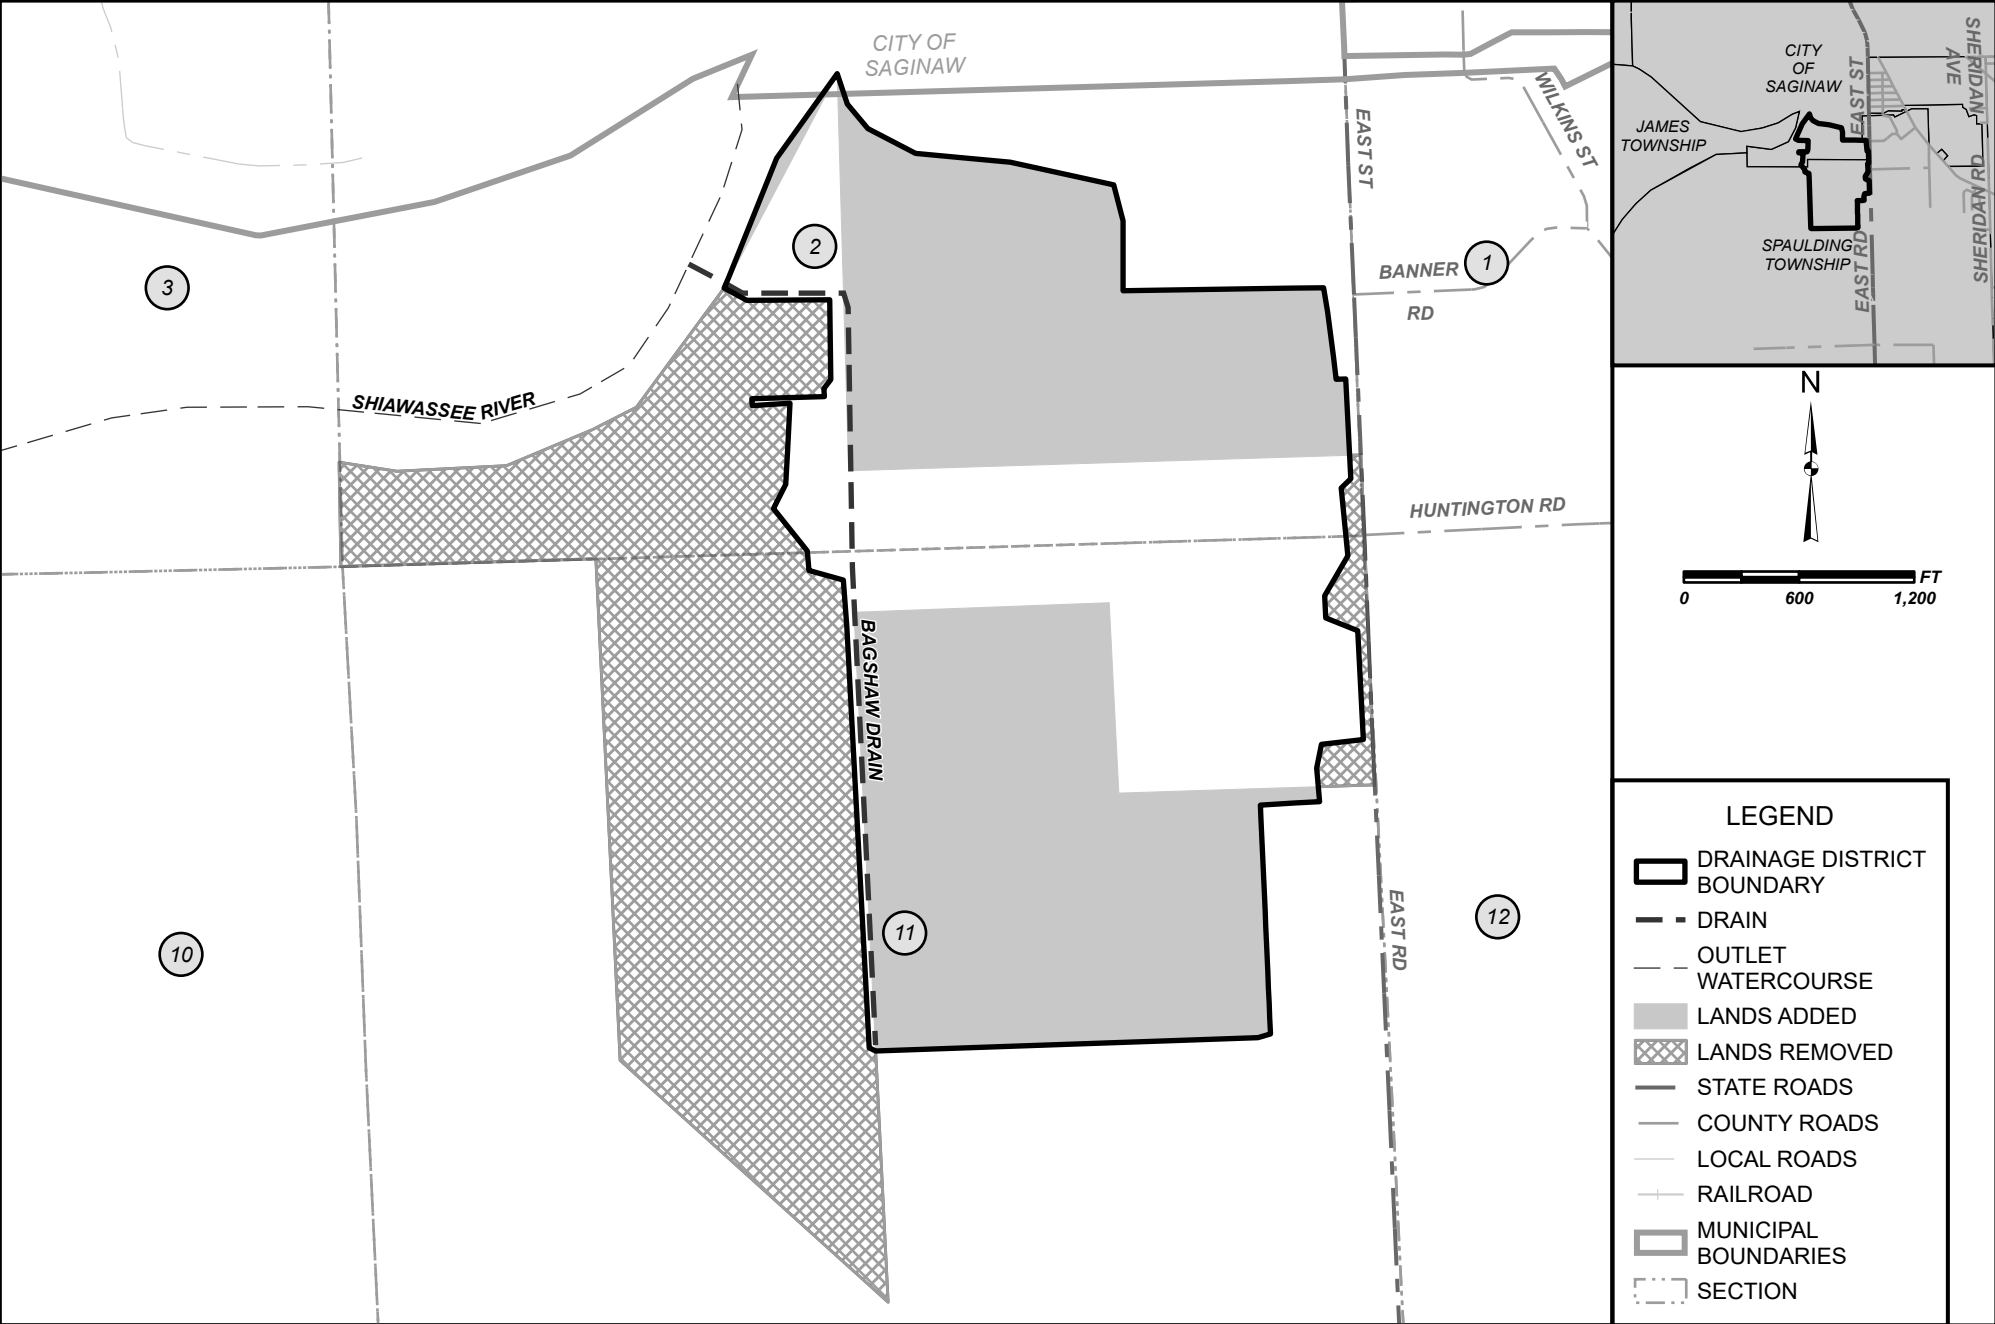 CITY OF
SAGINAW
EAST ST
WILKINS ST
2
3
1
BANNER
RD
SHIAWASSEE RIVER
HUNTINGTON RD
BAGSHAW DRAIN
11
10
12
EAST RD
CITY
OF
SAGINAW
JAMES
TOWNSHIP
EAST ST
SHERIDAN
AVE
SPAULDING
TOWNSHIP
EAST RD
SHERIDAN RD
N
FT
0 600 1,200
LEGEND
DRAINAGE DISTRICT
BOUNDARY
DRAIN
OUTLET
WATERCOURSE
LANDS ADDED
LANDS REMOVED
STATE ROADS
COUNTY ROADS
LOCAL ROADS
RAILROAD
MUNICIPAL
BOUNDARIES
SECTION